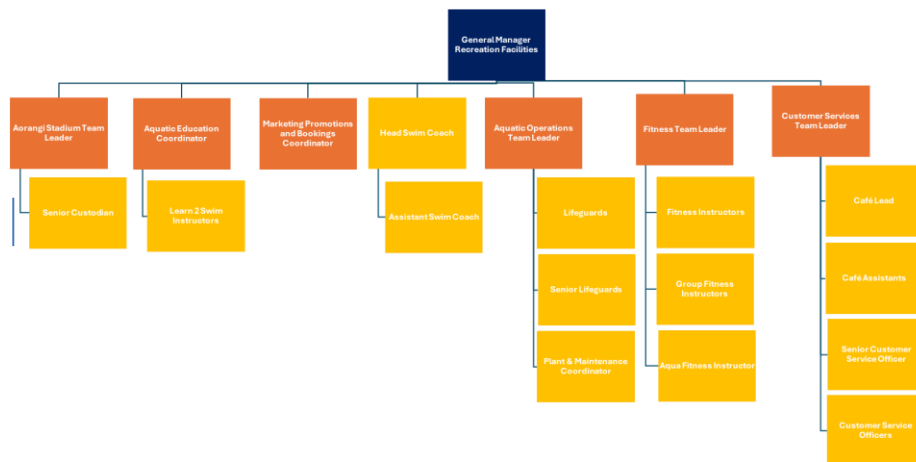 General Manager
Recreation Facilities
Aorangi Stadium Team
Leader
Aquatic Education
Coordinator
Marketing Promotions
and Bookings
Coordinator
Head Swim Coach
Aquatic Operations
Team Leader
Fitness Team Leader
Customer Services
Team Leader
Senior Custodian
Learn 2 Swim
Instructors
Assistant Swim Coach
Lifeguards
Senior Lifeguards
Plant & Maintenance
Coordinator
Fitness Instructors
Group Fitness
Instructors
Aqua Fitness Instructor
Café Lead
Café Assistants
Senior Customer
Service Officer
Customer Service
Officers